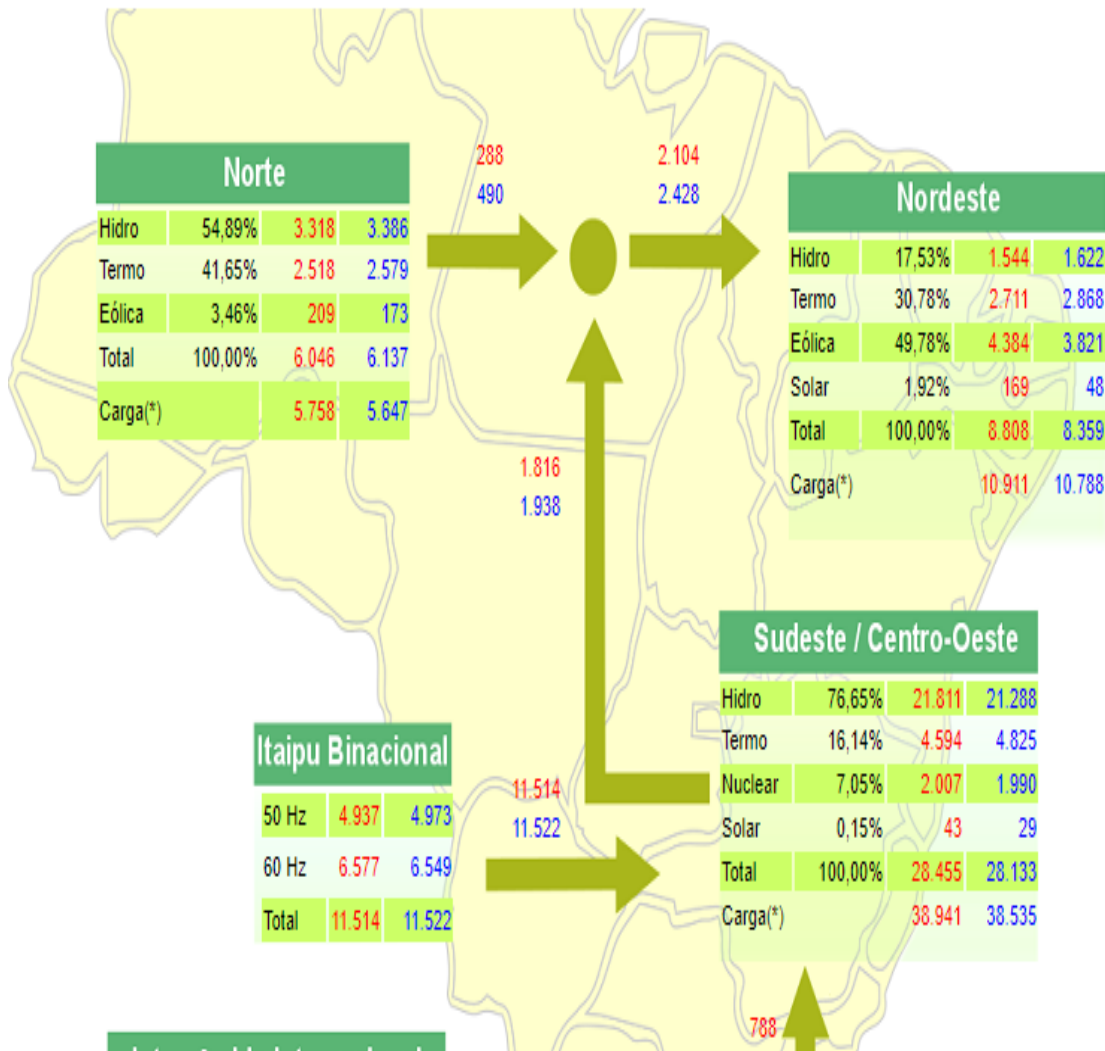 288 2.104
490 2.428
Norte
Hidro 54,89% 3.318 3.386
Termo 41,65% 2.518 2.579
Eólica 3,46% 209 173
Total 100,00% 6.046 6.137
Carga(*) 5.758 5.647
Nordeste
Hidro 17,53% 1.544 1.622
Termo 30,78% 2.711 2.868
Eólica 49,78% 4.384 3.821
Solar 1,92% 169 48
Total 100,00% 8.808 8.359
Carga(*) 10.911 10.788
1.816
1.938
Sudeste / Centro-Oeste
Hidro 76,65% 21.811 21.288
Termo 16,14% 4.594 4.825
Nuclear 7,05% 2.007 1.990
Solar 0,15% 43 29
Total 100,00% 28.455 28.133
Carga(*) 38.941 38.535
Itaipu Binacional
50 Hz 4.937 4.973
60 Hz 6.577 6.549
Total 11.514 11.522
11.514
11.522
788